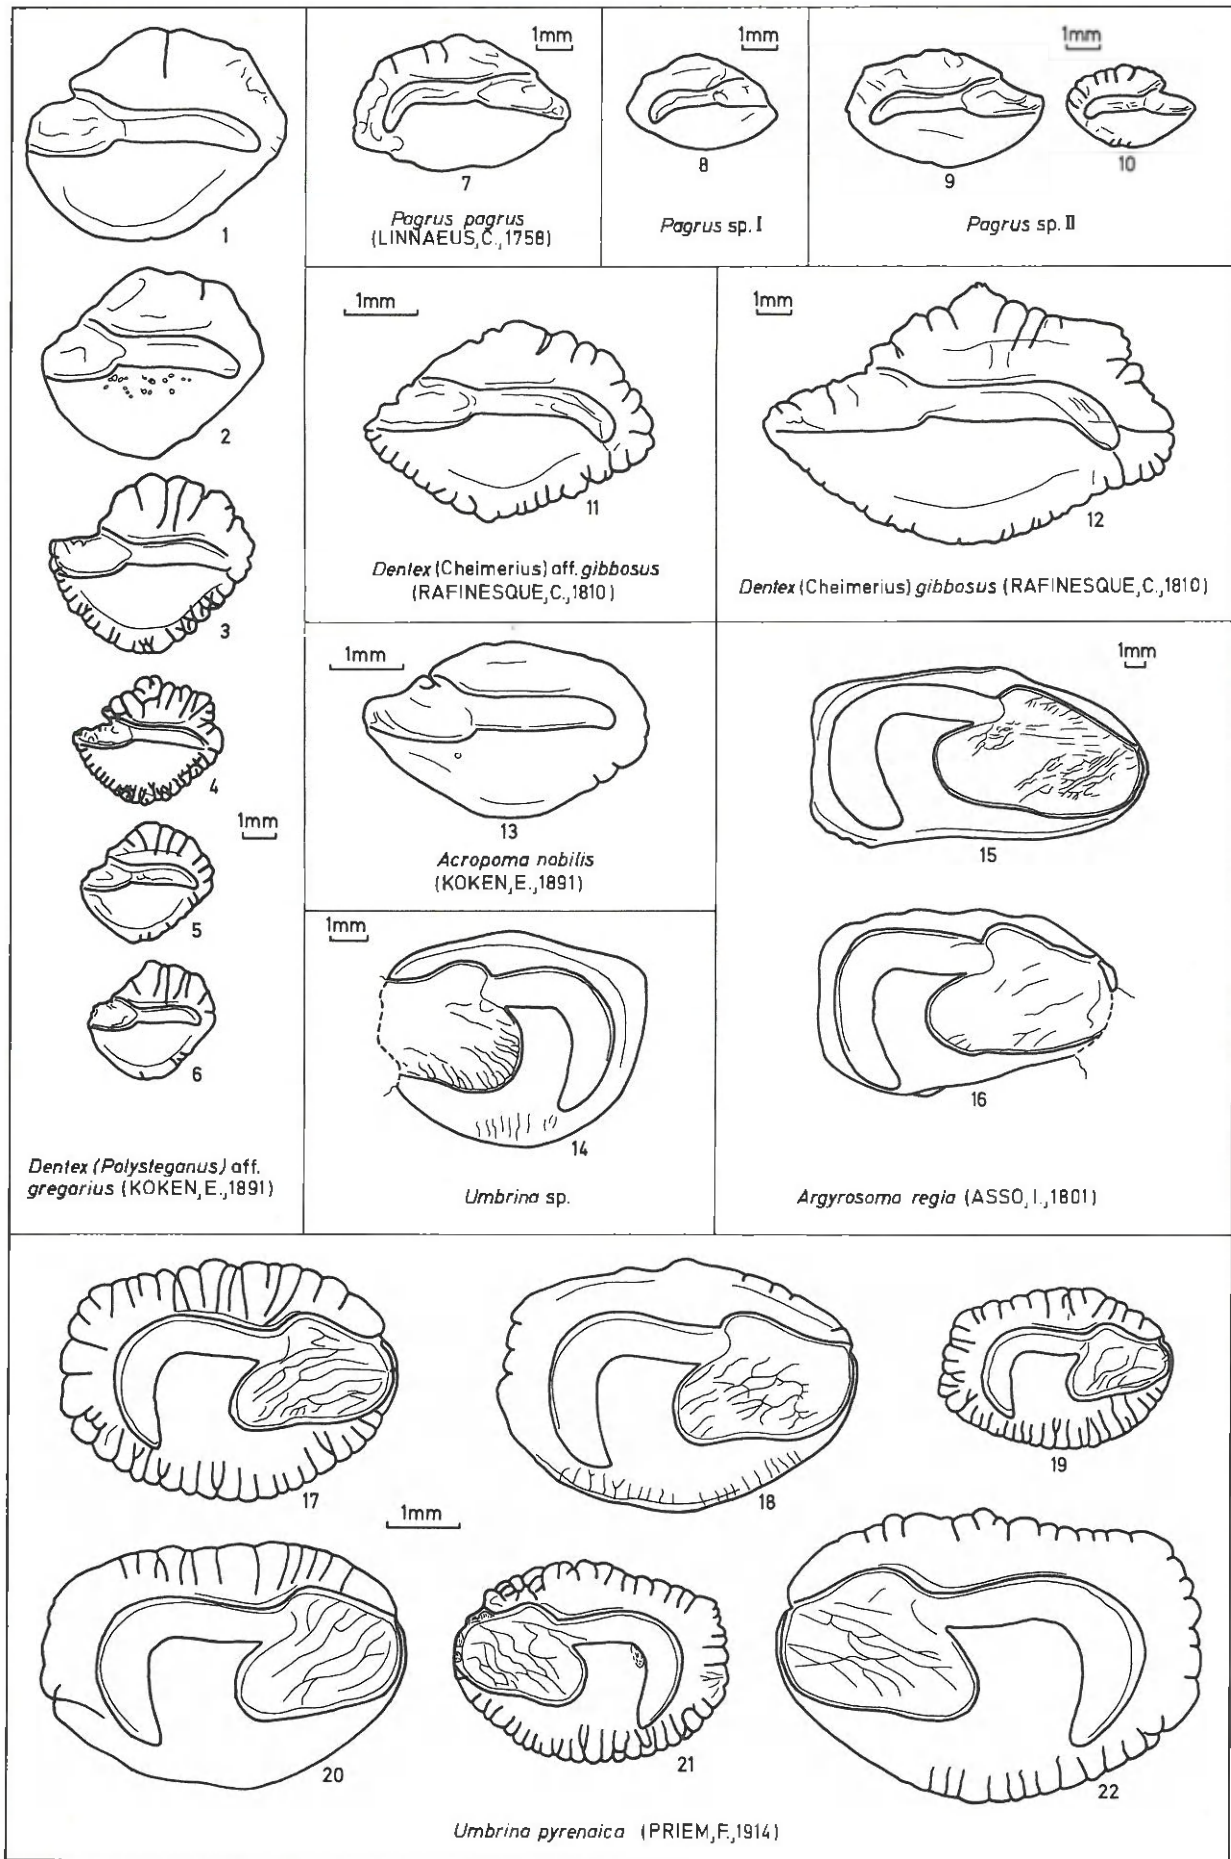 1
2
3
4
1mm
5
6
Dentex (Polysteganus) aff.
gregarius (KOKEN, E., 1891)
1mm
7
Pagrus pagrus
(LINNAEUS, C., 1758)
1mm
8
Pagrus sp. I
1mm
9
10
Pagrus sp. II
1mm
11
Dentex (Cheimerius) aff. gibbosus
(RAFINESQUE, C., 1810)
1mm
12
Dentex (Cheimerius) gibbosus (RAFINESQUE, C., 1810)
1mm
13
Acropoma nobilis
(KOKEN, E., 1891)
1mm
14
Umbrina sp.
1mm
15
16
Argyrosoma regia (ASSO, I., 1801)
17
18
19
1mm
20
21
22
Umbrina pyrenaica (PRIEM, F., 1914)